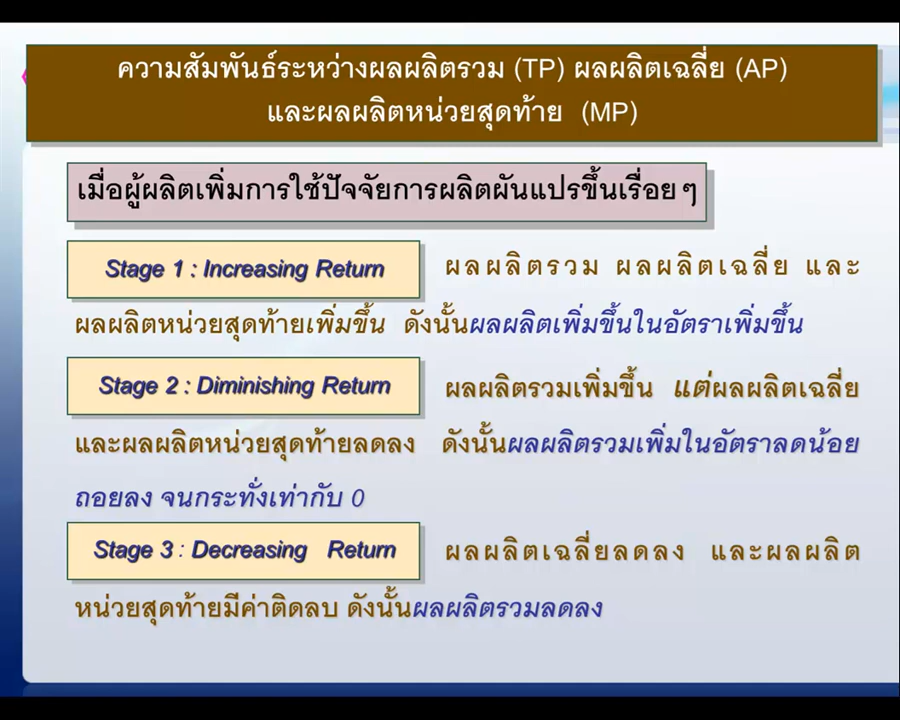 ความสัมพันธ์ระหว่างผลผลิตรวม (TP) ผลผลิตเฉลี่ย (AP)
และผลผลิตหน่วยสุดท้าย (MP)
เมื่อผู้ผลิตเพิ่มการใช้ปัจจัยการผลิตผันแปรขึ้นเรื่อยๆ
Stage 1 : Increasing Return ผลผลิตรวม ผลผลิตเฉลี่ย และ
ผลผลิตหน่วยสุดท้ายเพิ่มขึ้น ดังนั้นผลผลิตเพิ่มขึ้นในอัตราเพิ่มขึ้น
Stage 2 : Diminishing Return ผลผลิตรวมเพิ่มขึ้น แต่ผลผลิตเฉลี่ย
และผลผลิตหน่วยสุดท้ายลดลง ดังนั้นผลผลิตรวมเพิ่มในอัตราลดน้อย
ถอยลง จนกระทั่งเท่ากับ 0
Stage 3 : Decreasing Return ผลผลิตเฉลี่ยลดลง และผลผลิต
หน่วยสุดท้ายมีค่าติดลบ ดังนั้นผลผลิตรวมลดลง